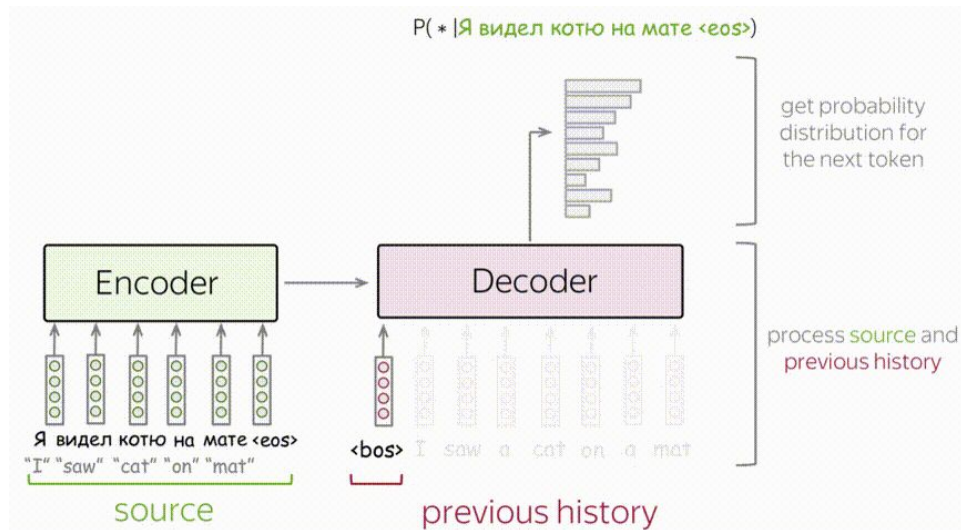 P( * |Я видел котю на мате <eos>)
get probability
distribution for
the next token
Encoder
Decoder
process source and
previous history
Я видел котю на мате <eos>
"I" "saw" "cat" "on" "mat"
<bos> I saw a cat on a mat
source
previous history